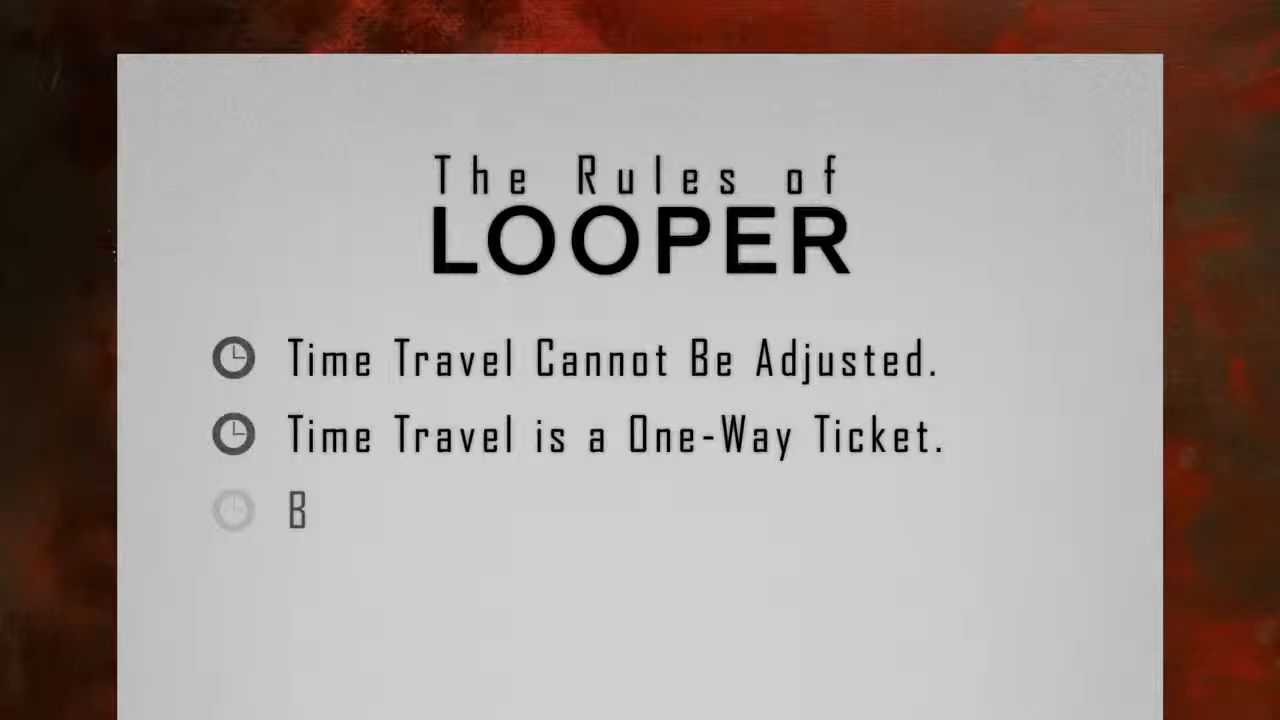 The Rules of
LOOPER
Time Travel Cannot Be Adjusted.
Time Travel is a One-Way Ticket.
B